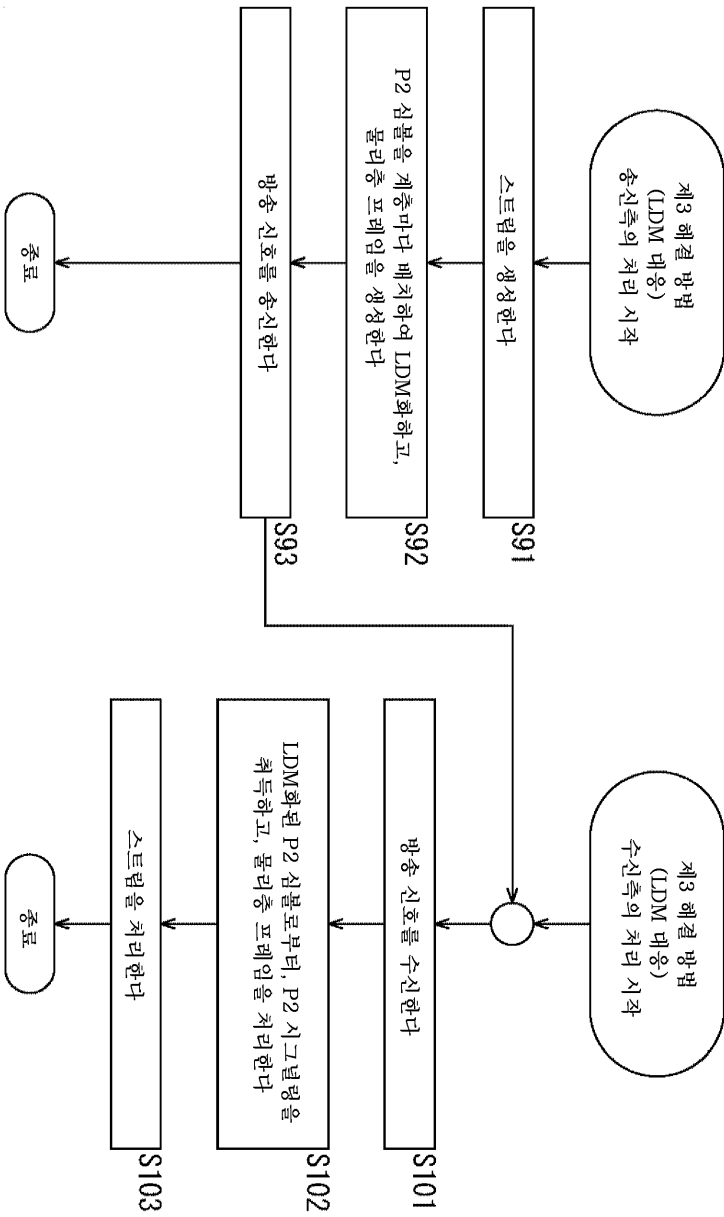 제3 해결 방법
(LDM 대응)
송신측의 처리 시작
스트림을 생성한다
S91
P2 심볼을 계층마다 배치하여 LDM화하고,
물리층 프레임을 생성한다
S92
방송 신호를 송신한다
S93
종료
제3 해결 방법
(LDM 대응)
수신측의 처리 시작
방송 신호를 수신한다
S101
LDM화된 P2 심볼로부터, P2 시그널링을
취득하고, 물리층 프레임을 처리한다
S102
스트림을 처리한다
S103
종료